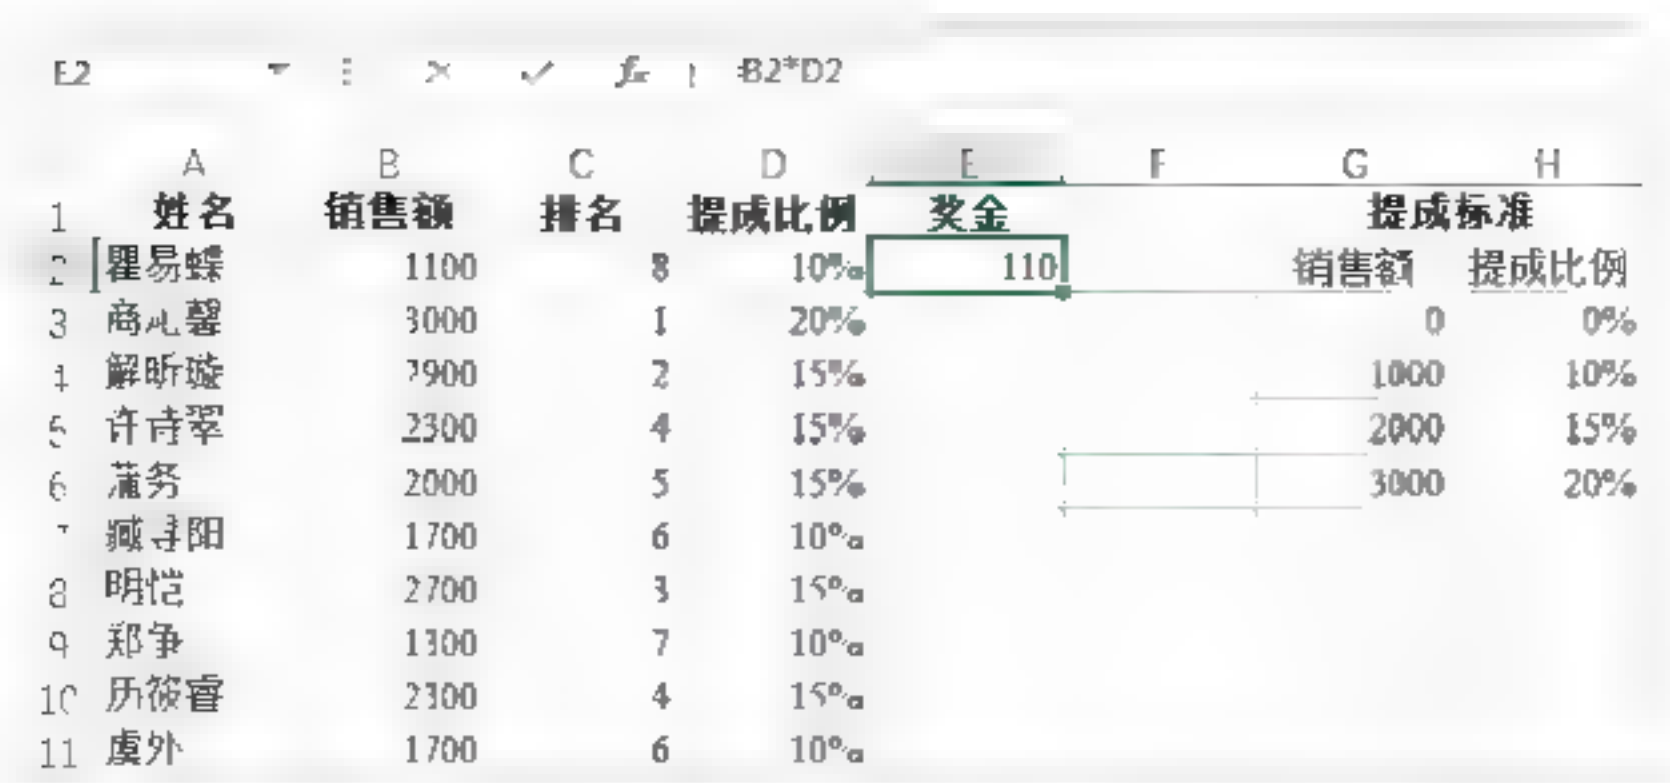 E2 fx =B2*D2
A B C D E F G H
1 姓名 销售额 排名 提成比例 奖金 提成标准
2 瞿易蝶 1100 8 10% 110 销售额 提成比例
3 商沁馨 3000 1 20% 0 0%
4 解昕璇 2900 2 15% 1000 10%
5 许诗翠 2300 4 15% 2000 15%
6 2000 5 15% 3000 20%
7 臧寻阳 1700 6 10%
8 明恺 2700 3 15%
9 郑争 1300 7 10%
10 历筱睿 2300 4 15%
11 1700 6 10%